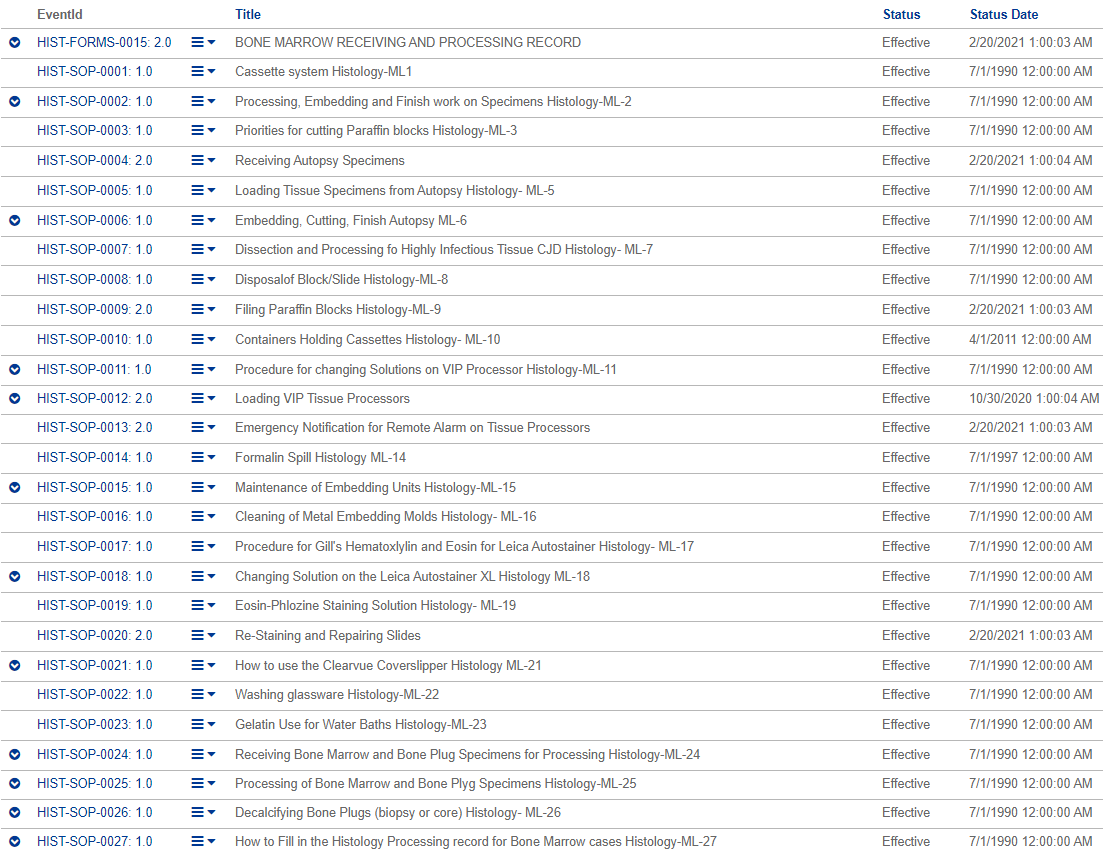 EventId Title Status Status Date
HIST-FORMS-0015: 2.0 BONE MARROW RECEIVING AND PROCESSING RECORD Effective 2/20/2021 1:00:03 AM
HIST-SOP-0001: 1.0 Cassette system Histology-ML1 Effective 7/1/1990 12:00:00 AM
HIST-SOP-0002: 1.0 Processing, Embedding and Finish work on Specimens Histology-ML-2 Effective 7/1/1990 12:00:00 AM
HIST-SOP-0003: 1.0 Priorities for cutting Paraffin blocks Histology-ML-3 Effective 7/1/1990 12:00:00 AM
HIST-SOP-0004: 2.0 Receiving Autopsy Specimens Effective 2/20/2021 1:00:04 AM
HIST-SOP-0005: 1.0 Loading Tissue Specimens from Autopsy Histology- ML-5 Effective 7/1/1990 12:00:00 AM
HIST-SOP-0006: 1.0 Embedding, Cutting, Finish Autopsy ML-6 Effective 7/1/1990 12:00:00 AM
HIST-SOP-0007: 1.0 Dissection and Processing fo Highly Infectious Tissue CJD Histology- ML-7 Effective 7/1/1990 12:00:00 AM
HIST-SOP-0008: 1.0 Disposalof Block/Slide Histology-ML-8 Effective 7/1/1990 12:00:00 AM
HIST-SOP-0009: 2.0 Filing Paraffin Blocks Histology-ML-9 Effective 2/20/2021 1:00:03 AM
HIST-SOP-0010: 1.0 Containers Holding Cassettes Histology- ML-10 Effective 4/1/2011 12:00:00 AM
HIST-SOP-0011: 1.0 Procedure for changing Solutions on VIP Processor Histology-ML-11 Effective 7/1/1990 12:00:00 AM
HIST-SOP-0012: 2.0 Loading VIP Tissue Processors Effective 10/30/2020 1:00:04 AM
HIST-SOP-0013: 2.0 Emergency Notification for Remote Alarm on Tissue Processors Effective 2/20/2021 1:00:03 AM
HIST-SOP-0014: 1.0 Formalin Spill Histology ML-14 Effective 7/1/1997 12:00:00 AM
HIST-SOP-0015: 1.0 Maintenance of Embedding Units Histology-ML-15 Effective 7/1/1990 12:00:00 AM
HIST-SOP-0016: 1.0 Cleaning of Metal Embedding Molds Histology- ML-16 Effective 7/1/1990 12:00:00 AM
HIST-SOP-0017: 1.0 Procedure for Gill's Hematoxlylin and Eosin for Leica Autostainer Histology- ML-17 Effective 7/1/1990 12:00:00 AM
HIST-SOP-0018: 1.0 Changing Solution on the Leica Autostainer XL Histology ML-18 Effective 7/1/1990 12:00:00 AM
HIST-SOP-0019: 1.0 Eosin-Phlozine Staining Solution Histology- ML-19 Effective 7/1/1990 12:00:00 AM
HIST-SOP-0020: 2.0 Re-Staining and Repairing Slides Effective 2/20/2021 1:00:03 AM
HIST-SOP-0021: 1.0 How to use the Clearvue Coverslipper Histology ML-21 Effective 7/1/1990 12:00:00 AM
HIST-SOP-0022: 1.0 Washing glassware Histology-ML-22 Effective 7/1/1990 12:00:00 AM
HIST-SOP-0023: 1.0 Gelatin Use for Water Baths Histology-ML-23 Effective 7/1/1990 12:00:00 AM
HIST-SOP-0024: 1.0 Receiving Bone Marrow and Bone Plug Specimens for Processing Histology-ML-24 Effective 7/1/1990 12:00:00 AM
HIST-SOP-0025: 1.0 Processing of Bone Marrow and Bone Plyg Specimens Histology-ML-25 Effective 7/1/1990 12:00:00 AM
HIST-SOP-0026: 1.0 Decalcifying Bone Plugs (biopsy or core) Histology- ML-26 Effective 7/1/1990 12:00:00 AM
HIST-SOP-0027: 1.0 How to Fill in the Histology Processing record for Bone Marrow cases Histology-ML-27 Effective 7/1/1990 12:00:00 AM